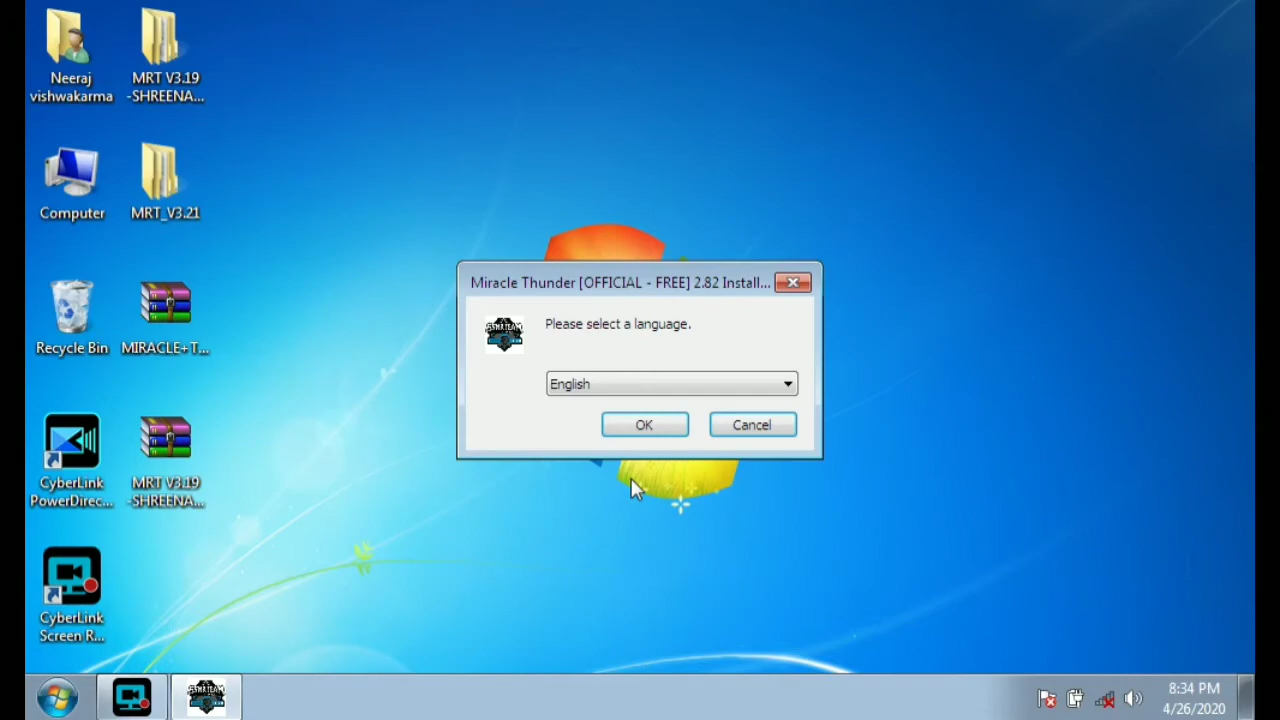 Neeraj
vishwakarma
MRT V3.19
-SHREENA...
Computer
MRT_V3.21
Recycle Bin
MIRACLE+T...
CyberLink
PowerDirec...
MRT V3.19
-SHREENA...
CyberLink
Screen R...
Miracle Thunder [OFFICIAL - FREE] 2.82 Install...
Please select a language.
English
OK
Cancel
8:34 PM
4/26/2020